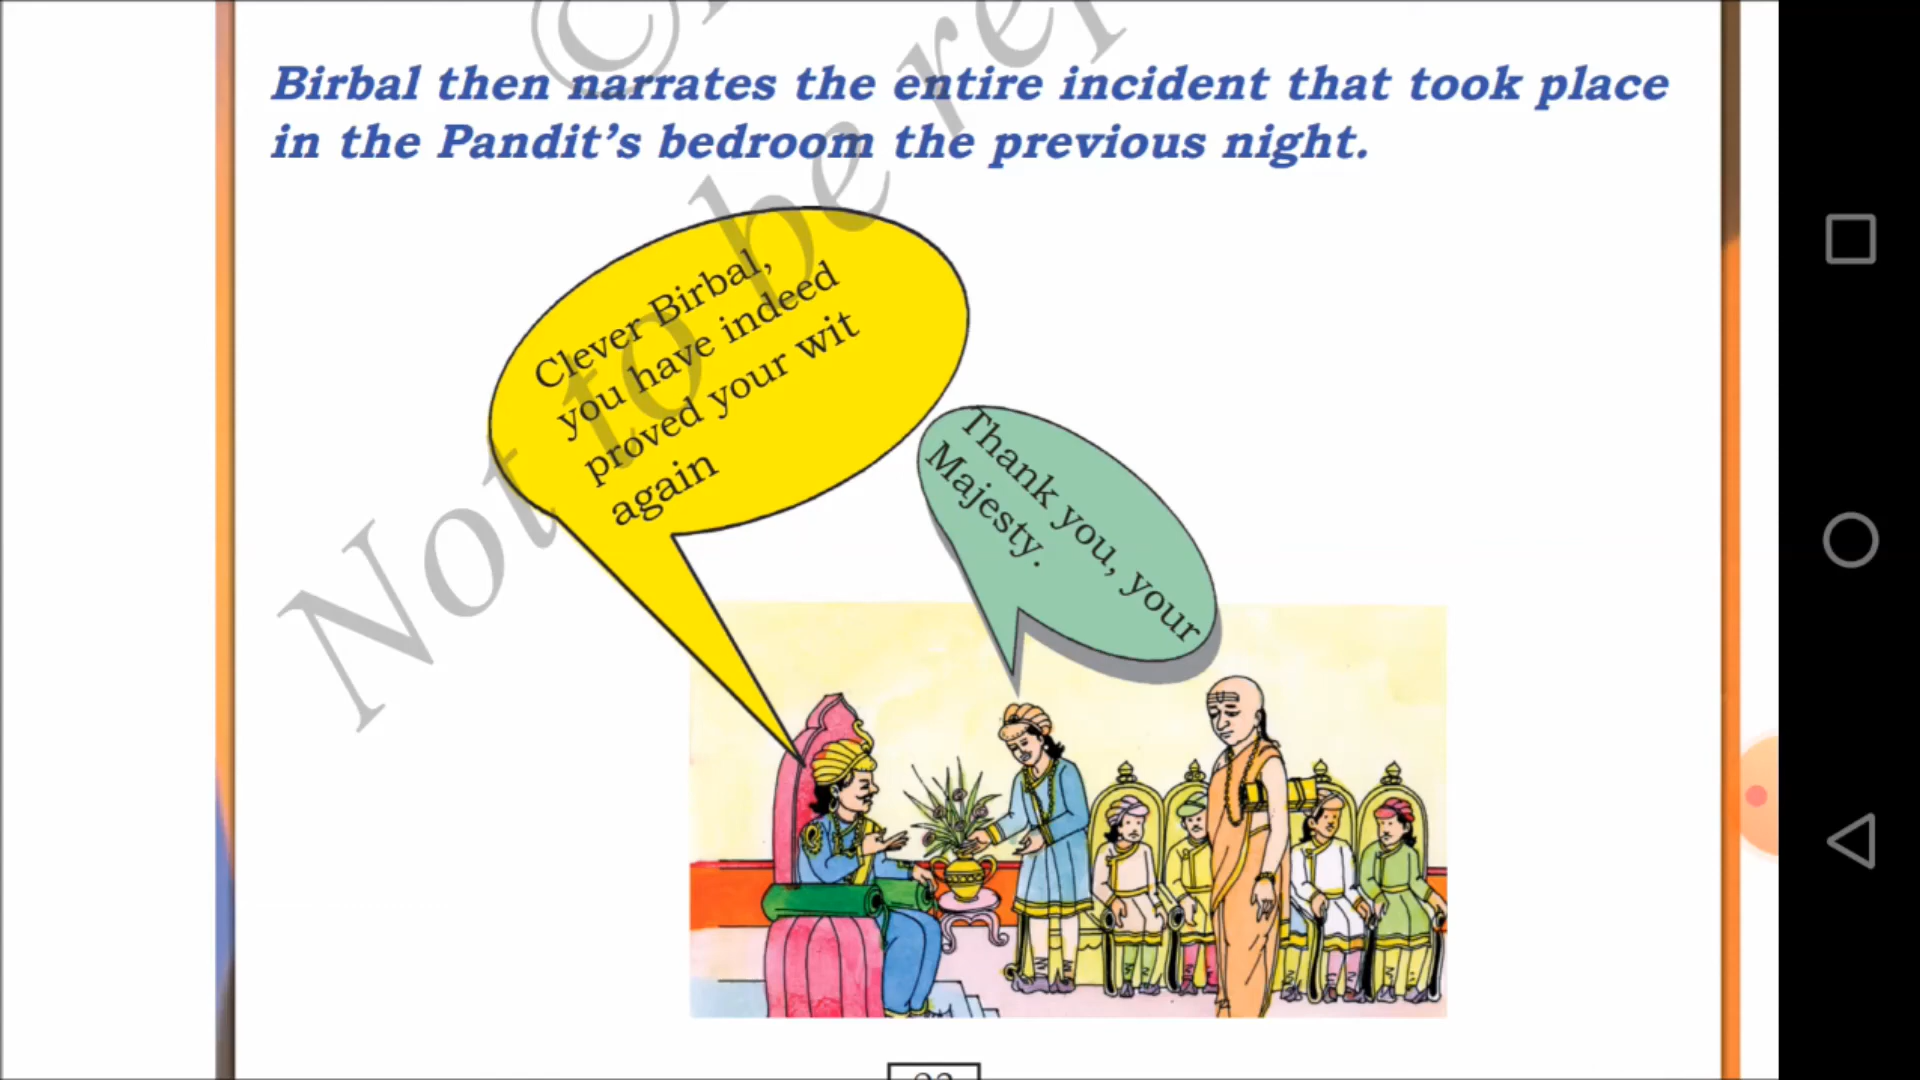 Birbal then narrates the entire incident that took place
in the Pandit's bedroom the previous night.
Clever Birbal,
you have indeed
proved your wit
again
Thank you, your
Majesty.
Not to be